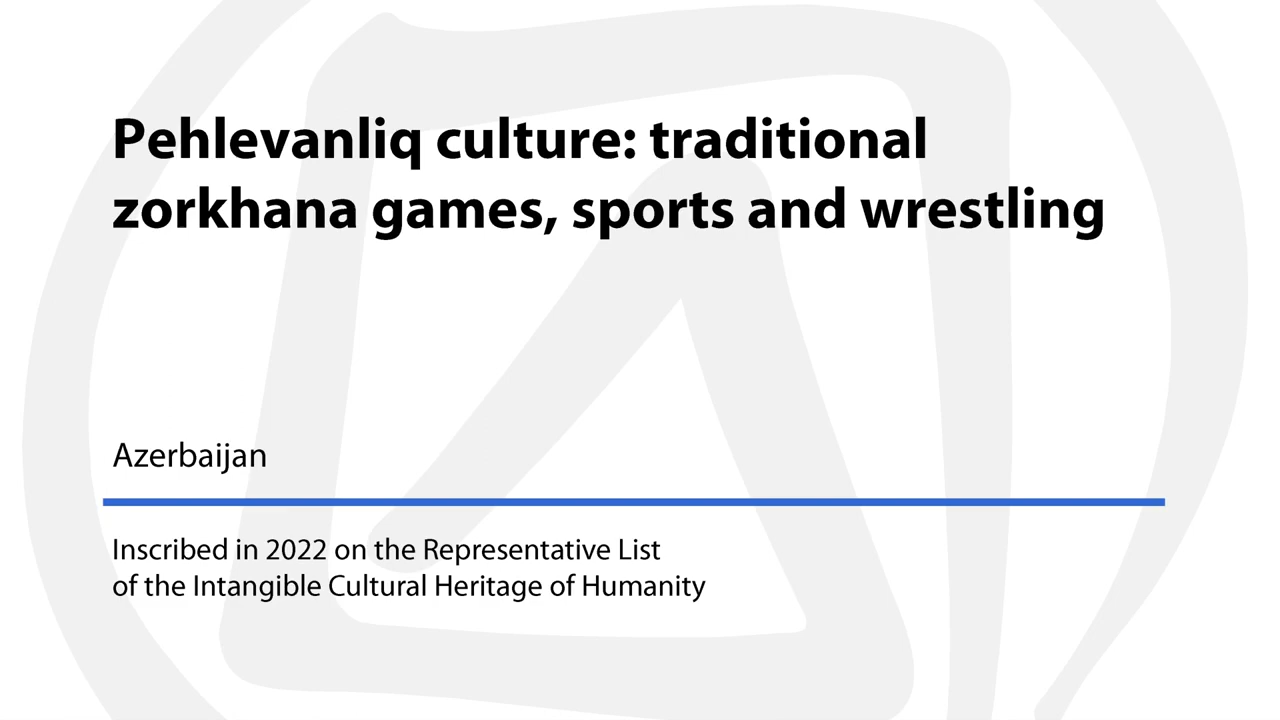 Pehlevanliq culture: traditional
zorkhana games, sports and wrestling
Azerbaijan
Inscribed in 2022 on the Representative List
of the Intangible Cultural Heritage of Humanity